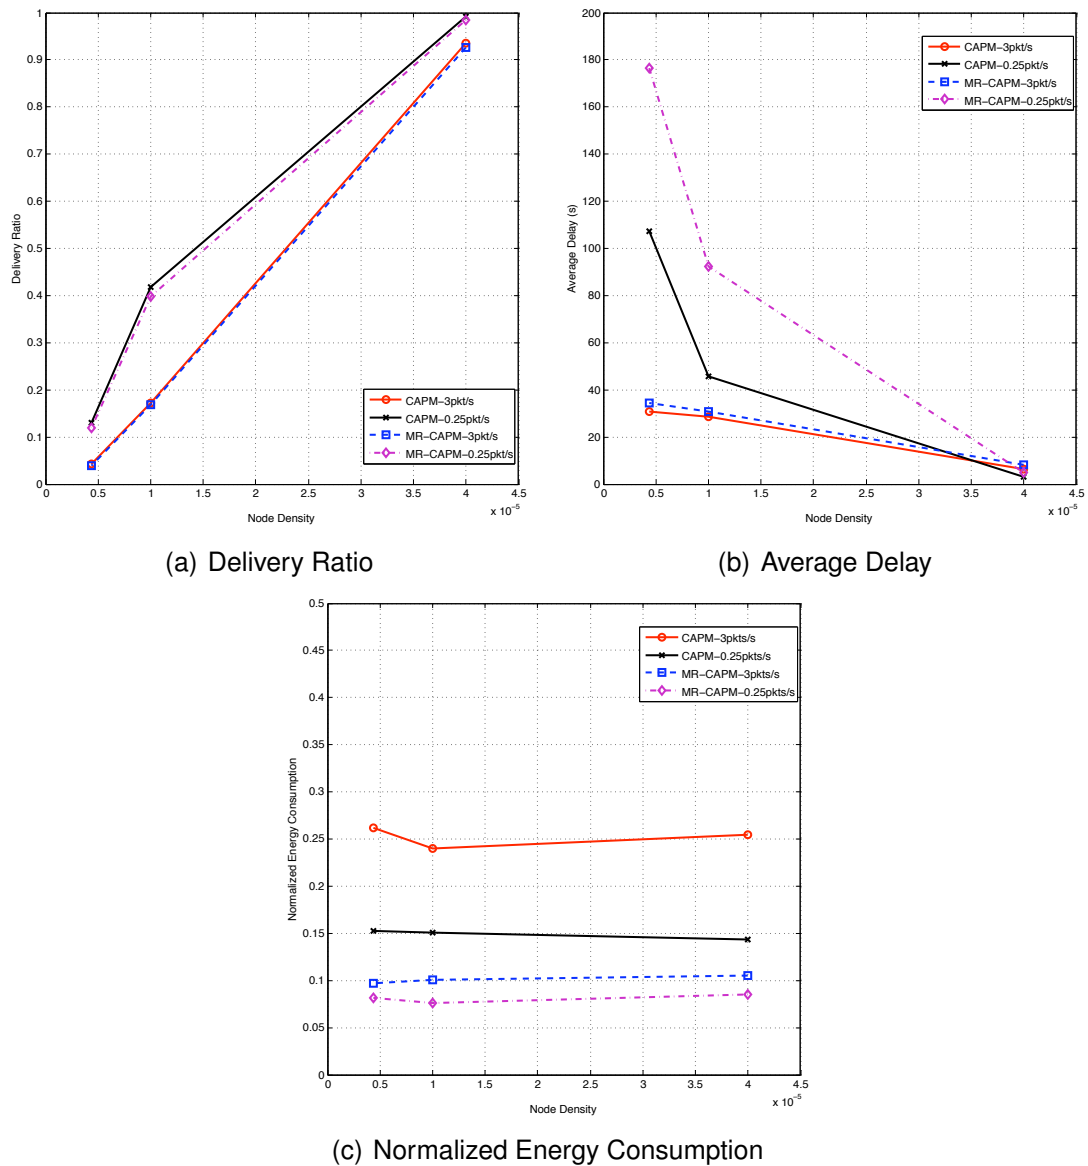 1
0.9
0.8
0.7
0.6
0.5
0.4
0.3
0.2
0.1
0
Delivery Ratio
CAPM−3pkt/s
CAPM−0.25pkt/s
MR−CAPM−3pkt/s
MR−CAPM−0.25pkt/s
0 0.5 1 1.5 2 2.5 3 3.5 4 4.5
x 10−5
Node Density
(a) Delivery Ratio
200
180
160
140
120
100
80
60
40
20
0
Average Delay (s)
CAPM−3pkt/s
CAPM−0.25pkt/s
MR−CAPM−3pkt/s
MR−CAPM−0.25pkt/s
0 0.5 1 1.5 2 2.5 3 3.5 4 4.5
x 10−5
Node Density
(b) Average Delay
0.5
0.45
0.4
0.35
0.3
0.25
0.2
0.15
0.1
0.05
0
Normalized Energy Consumption
CAPM−3pkts/s
CAPM−0.25pkts/s
MR−CAPM−3pkts/s
MR−CAPM−0.25pkts/s
0 0.5 1 1.5 2 2.5 3 3.5 4 4.5
x 10−5
Node Density
(c) Normalized Energy Consumption